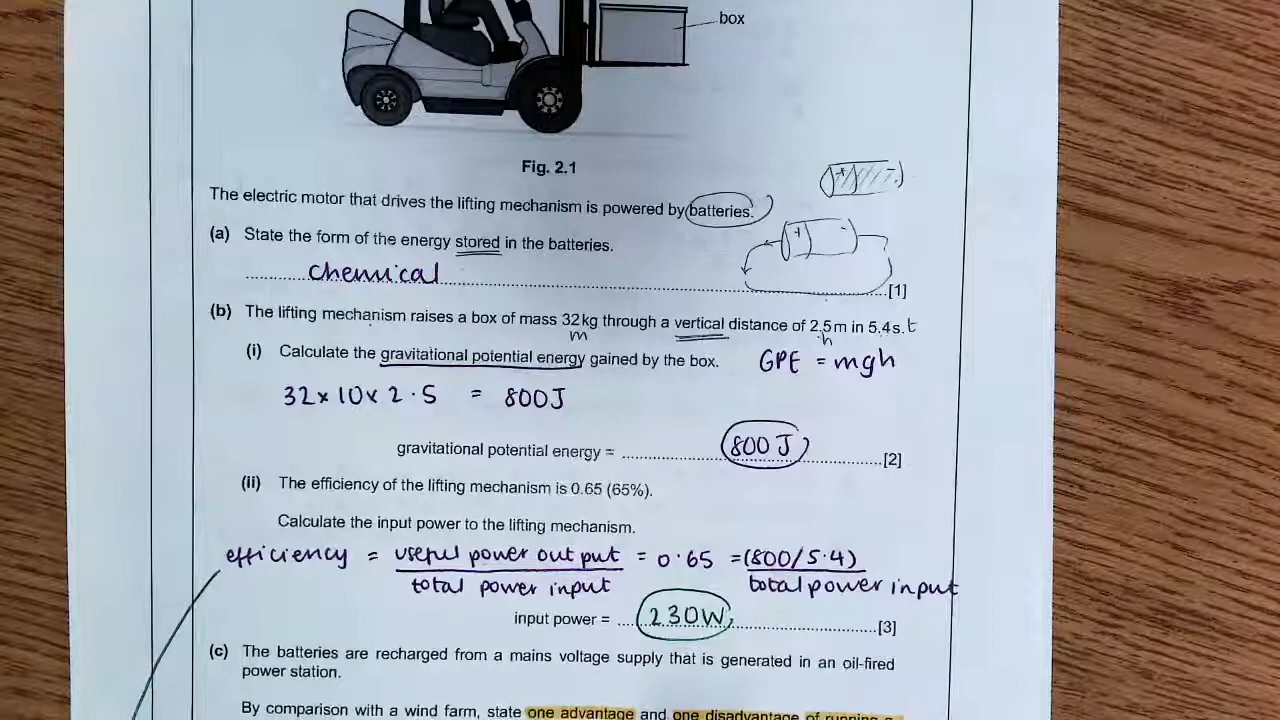 box
Fig. 2.1
The electric motor that drives the lifting mechanism is powered by batteries.
(a) State the form of the energy stored in the batteries.
chemical [1]
(b) The lifting mechanism raises a box of mass 32 kg through a vertical distance of 2.5 m in 5.4 s. t
m h
(i) Calculate the gravitational potential energy gained by the box. GPE = mgh
32 x 10 x 2.5 = 800J
gravitational potential energy = 800 J [2]
(ii) The efficiency of the lifting mechanism is 0.65 (65%).
Calculate the input power to the lifting mechanism.
efficiency = useful power output = 0.65 = (800/5.4)
total power input total power input
input power = 230W [3]
(c) The batteries are recharged from a mains voltage supply that is generated in an oil-fired
power station.
By comparison with a wind farm, state one advantage and one disadvantage of running a